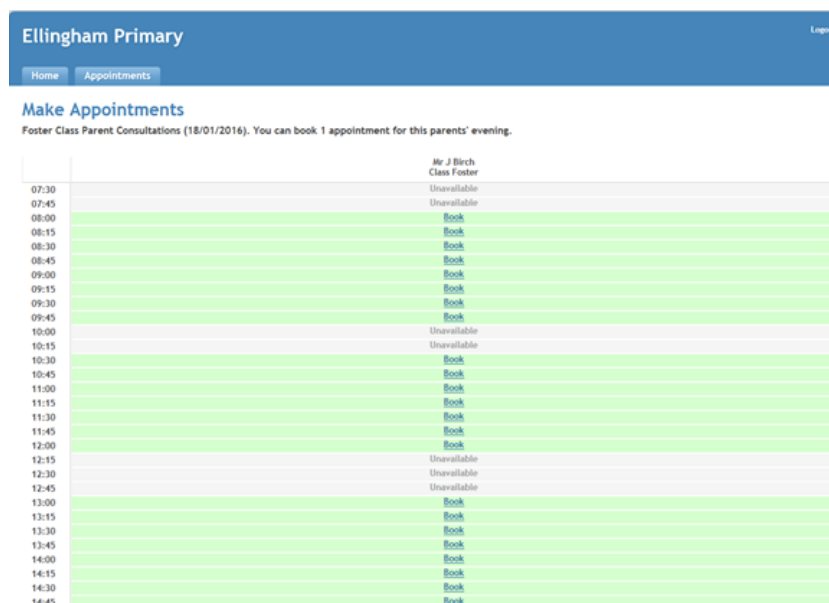 Ellingham Primary
Home Appointments
Make Appointments
Foster Class Parent Consultations (18/01/2016). You can book 1 appointment for this parents' evening.
Mr J Birch
Class Foster
07:30 Unavailable
07:45 Unavailable
08:00 Book
08:15 Book
08:30 Book
08:45 Book
09:00 Book
09:15 Book
09:30 Book
09:45 Book
10:00 Unavailable
10:15 Unavailable
10:30 Book
10:45 Book
11:00 Book
11:15 Book
11:30 Book
11:45 Book
12:00 Book
12:15 Unavailable
12:30 Unavailable
12:45 Unavailable
13:00 Book
13:15 Book
13:30 Book
13:45 Book
14:00 Book
14:15 Book
14:30 Book
14:45 Book